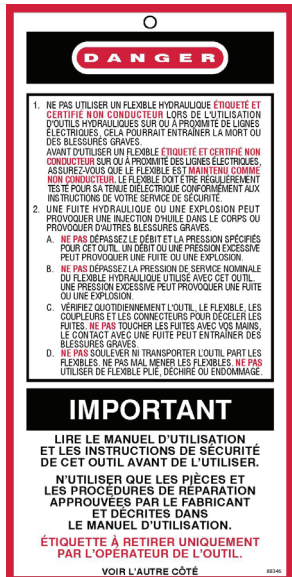 DANGER
1. NE PAS UTILISER UN FLEXIBLE HYDRAULIQUE ÉTIQUETÉ ET
CERTIFIÉ NON CONDUCTEUR LORS DE L'UTILISATION
D'OUTILS HYDRAULIQUES SUR OU À PROXIMITÉ DE LIGNES
ÉLECTRIQUES, CELA POURRAIT ENTRAÎNER LA MORT OU
DES BLESSURES GRAVES.
AVANT D'UTILISER UN FLEXIBLE ÉTIQUETÉ ET CERTIFIÉ NON
CONDUCTEUR SUR OU À PROXIMITÉ DES LIGNES ÉLECTRIQUES,
ASSUREZ-VOUS QUE LE FLEXIBLE EST MAINTENU COMME
NON CONDUCTEUR. LE FLEXIBLE DOIT ÊTRE RÉGULIÈREMENT
TESTÉ POUR SA TENUE DIÉLECTRIQUE CONFORMÉMENT AUX
INSTRUCTIONS DE VOTRE SERVICE DE SÉCURITÉ.
2. UNE FUITE HYDRAULIQUE OU UNE EXPLOSION PEUT
PROVOQUER UNE INJECTION D'HUILE DANS LE CORPS OU
PROVOQUER D'AUTRES BLESSURES GRAVES.
A. NE PAS DÉPASSEZ LE DÉBIT ET LA PRESSION SPÉCIFIÉS
POUR CET OUTIL. UN DÉBIT OU UNE PRESSION EXCESSIVE
PEUT PROVOQUER UNE FUITE OU UNE EXPLOSION.
B. NE PAS DÉPASSEZ LA PRESSION DE SERVICE NOMINALE
DU FLEXIBLE HYDRAULIQUE UTILISÉ AVEC CET OUTIL.
UNE PRESSION EXCESSIVE PEUT PROVOQUER UNE FUITE
OU UNE EXPLOSION.
C. VÉRIFIEZ QUOTIDIENNEMENT L'OUTIL, LE FLEXIBLE, LES
COUPLEURS ET LES CONNECTEURS POUR DÉCELER LES
FUITES. NE PAS TOUCHER LES FUITES AVEC VOS MAINS,
LE CONTACT AVEC UNE FUITE PEUT ENTRAÎNER DES
BLESSURES GRAVES.
D. NE PAS SOULEVER NI TRANSPORTER L'OUTIL PART LES
FLEXIBLES. NE PAS MAL MENER LES FLEXIBLES. NE PAS
UTILISER DE FLEXIBLE PLIÉ, DÉCHIRÉ OU ENDOMMAGÉ.
IMPORTANT
LIRE LE MANUEL D'UTILISATION
ET LES INSTRUCTIONS DE SÉCURITÉ
DE CET OUTIL AVANT DE L'UTILISER.
N'UTILISER QUE LES PIÈCES ET
LES PROCÉDURES DE RÉPARATION
APPROUVÉES PAR LE FABRICANT
ET DÉCRITES DANS
LE MANUEL D'UTILISATION.
ÉTIQUETTE À RETIRER UNIQUEMENT
PAR L'OPÉRATEUR DE L'OUTIL.
VOIR L'AUTRE CÔTÉ
88346